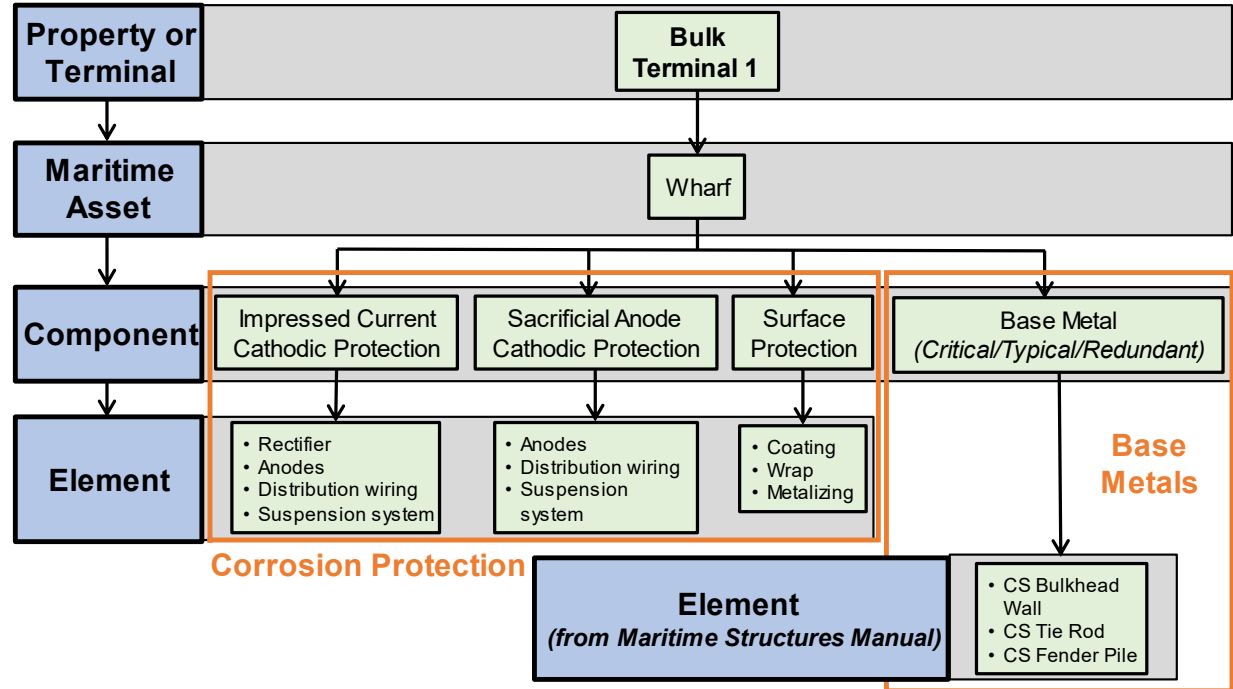 Property or
Terminal
Bulk
Terminal 1
Maritime
Asset
Wharf
Component
Impressed Current
Cathodic Protection
Sacrificial Anode
Cathodic Protection
Surface
Protection
Base Metal
(Critical/Typical/Redundant)
Element
• Rectifier
• Anodes
• Distribution wiring
• Suspension system
• Anodes
• Distribution wiring
• Suspension
system
• Coating
• Wrap
• Metalizing
Base
Metals
Corrosion Protection
Element
(from Maritime Structures Manual)
• CS Bulkhead
Wall
• CS Tie Rod
• CS Fender Pile